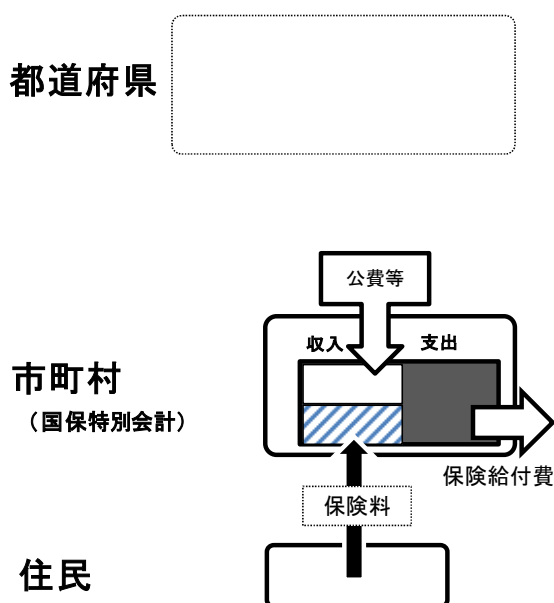 都道府県
公費等
収入
支出
市町村
（国保特別会計）
保険給付費
保険料
住民